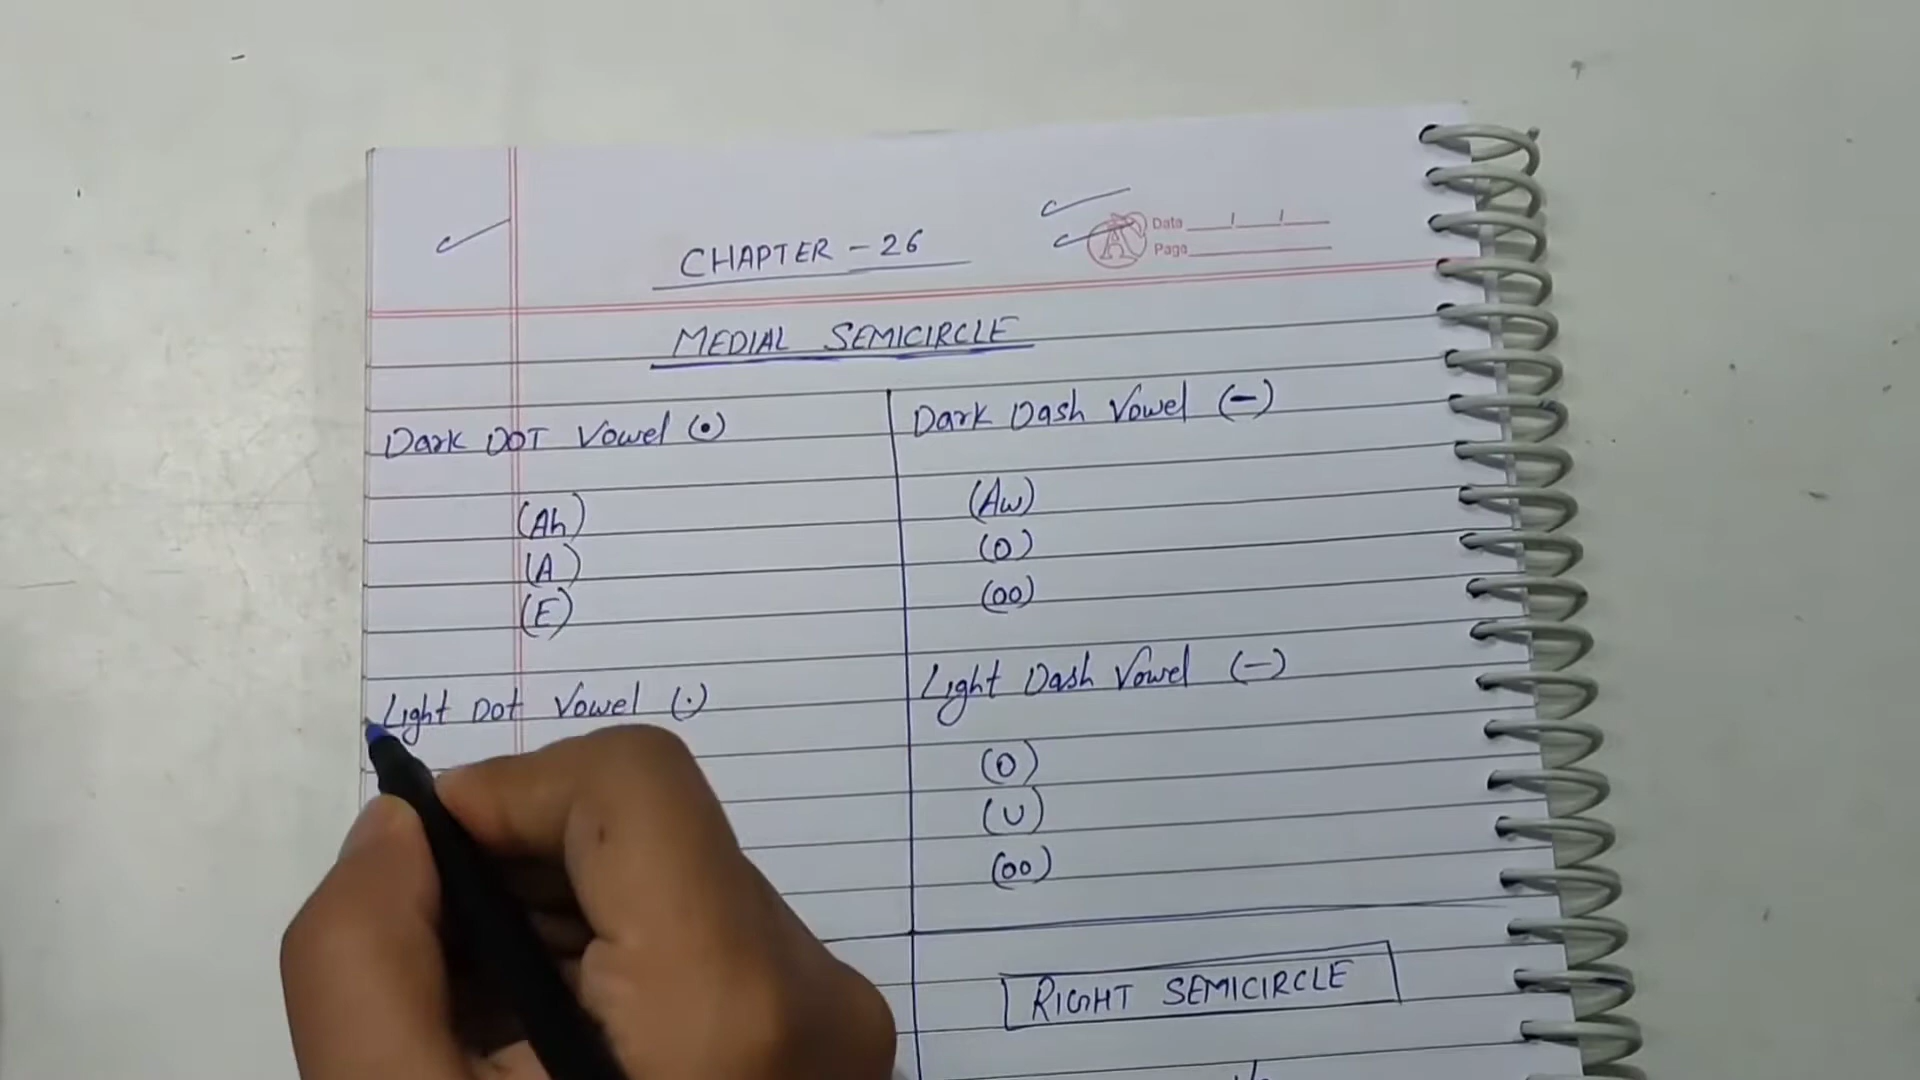 CHAPTER - 26
Date
Page
MEDIAL SEMICIRCLE
Dark DOT Vowel (•)
(Ah)
(A)
(E)
Light Dot Vowel (·)
Dark Dash Vowel (–)
(Aw)
(O)
(oo)
Light Dash Vowel (–)
(O)
(U)
(oo)
RIGHT SEMICIRCLE